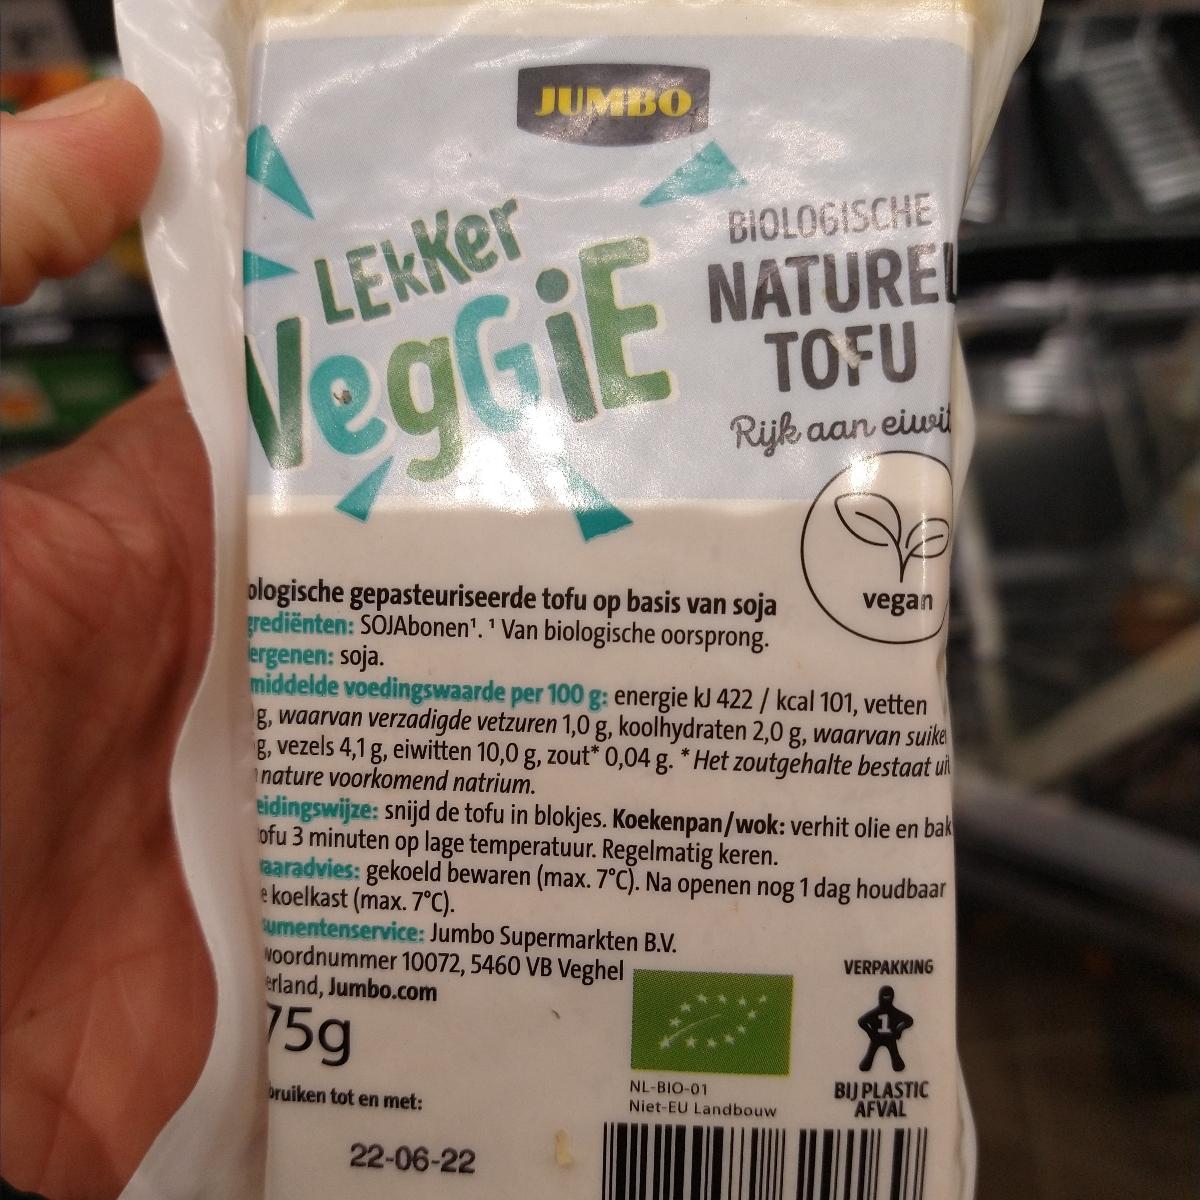 JUMBO
LEKKer
VegGiE
BIOLOGISCHE
NATUREL
TOFU
Rijk aan eiwit
vegan
ologische gepasteuriseerde tofu op basis van soja
grediënten: SOJAbonen¹. ¹ Van biologische oorsprong.
ergenen: soja.
middelde voedingswaarde per 100 g: energie kJ 422 / kcal 101, vetten
g, waarvan verzadigde vetzuren 1,0 g, koolhydraten 2,0 g, waarvan suike
g, vezels 4,1 g, eiwitten 10,0 g, zout* 0,04 g. * Het zoutgehalte bestaat uit
nature voorkomend natrium.
eidingswijze: snijd de tofu in blokjes. Koekenpan/wok: verhit olie en bak
ofu 3 minuten op lage temperatuur. Regelmatig keren.
aaradvies: gekoeld bewaren (max. 7°C). Na openen nog 1 dag houdbaar
e koelkast (max. 7°C).
sumentenservice: Jumbo Supermarkten B.V.
woordnummer 10072, 5460 VB Veghel
erland, Jumbo.com
75g
bruiken tot en met:
22-06-22
NL-BIO-01
Niet-EU Landbouw
VERPAKKING
1
BIJ PLASTIC
AFVAL